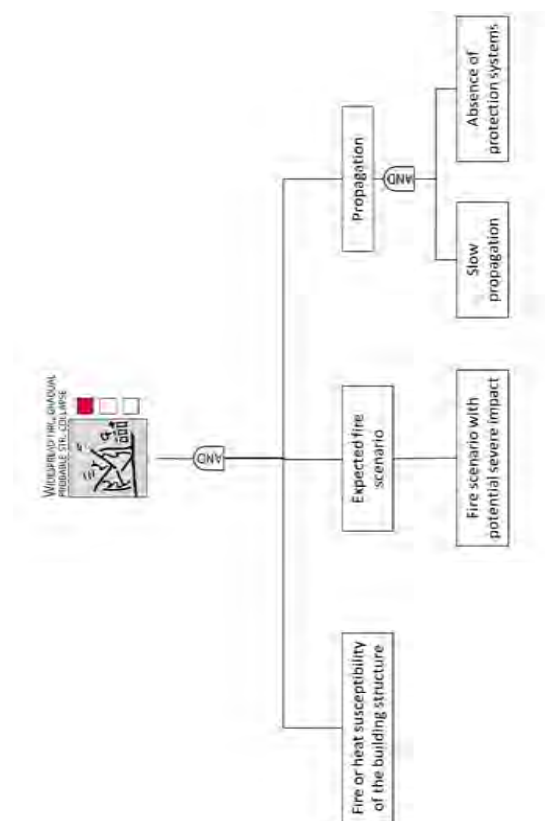 WIDESPREAD FIRE, GRADUAL
PROBABLE STR. COLLAPSE
AND
Fire or heat susceptibility
of the building structure
Expected fire
scenario
Propagation
AND
Fire scenario with
potential severe impact
Slow
propagation
Absence of
protection systems